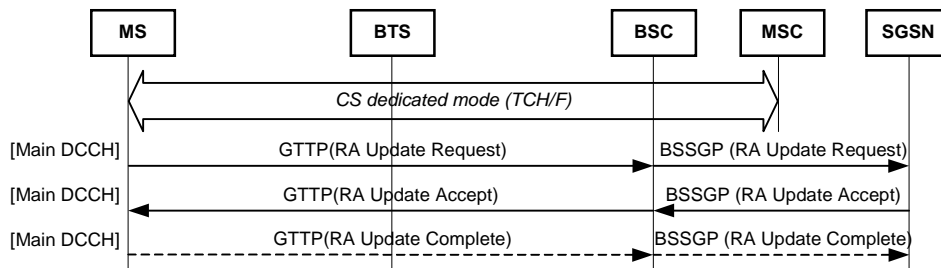 MS BTS BSC MSC SGSN
CS dedicated mode (TCH/F)
[Main DCCH] GTTP(RA Update Request) BSSGP (RA Update Request)
[Main DCCH] GTTP(RA Update Accept) BSSGP (RA Update Accept)
[Main DCCH] GTTP(RA Update Complete) BSSGP (RA Update Complete)